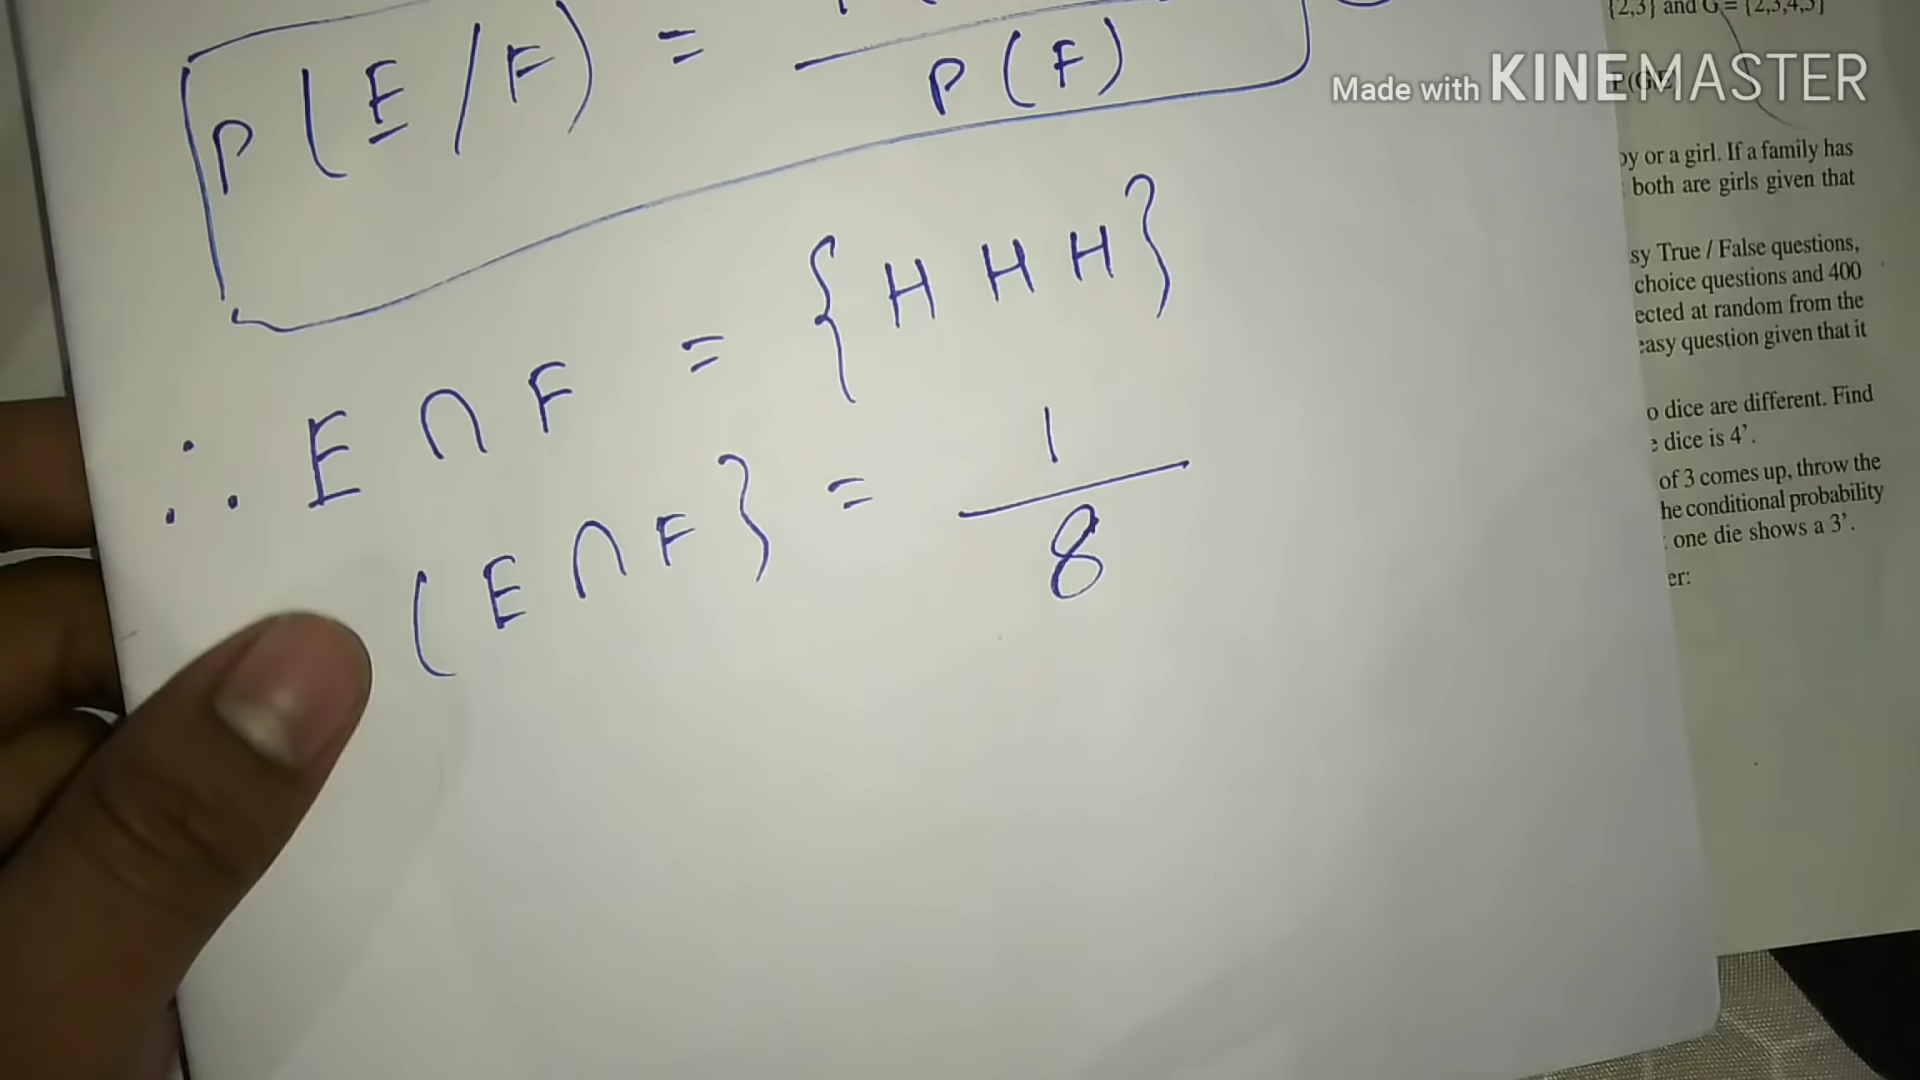 {2,3} and G = {2,3,4,5}
Made with KINEMASTER
P(E/F) =
P(F)
∴ E ∩ F = {H H H}
(E ∩ F} = 1
8
or a girl. If a family has
both are girls given that
sy True / False questions,
choice questions and 400
ected at random from the
easy question given that it
o dice are different. Find
dice is 4’.
of 3 comes up, throw the
he conditional probability
one die shows a 3’.
er: